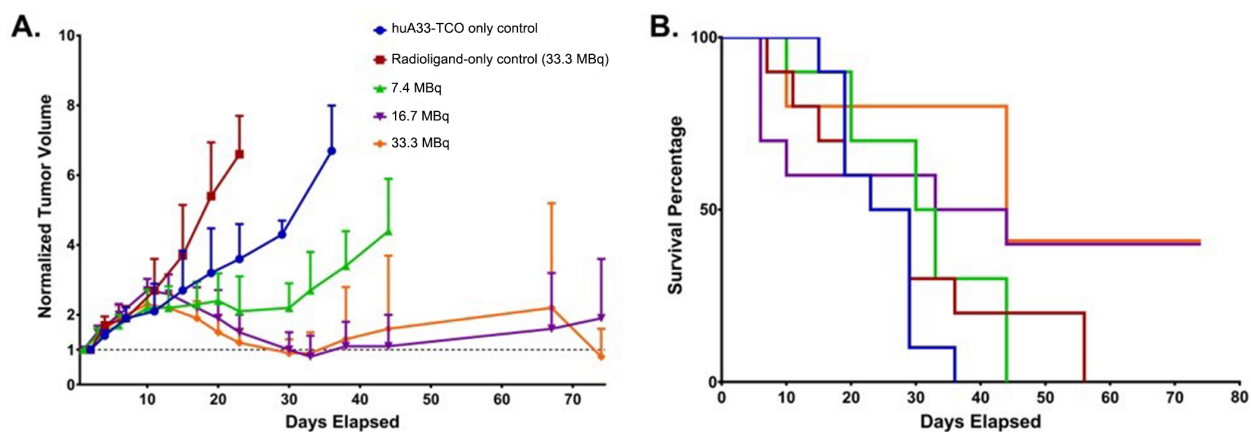 A.
huA33-TCO only control
Radioligand-only control (33.3 MBq)
7.4 MBq
16.7 MBq
33.3 MBq
Normalized Tumor Volume
10
8
6
4
2
1
0
10 20 30 40 50 60 70
Days Elapsed
B.
Survival Percentage
100
50
0
0 10 20 30 40 50 60 70 80
Days Elapsed